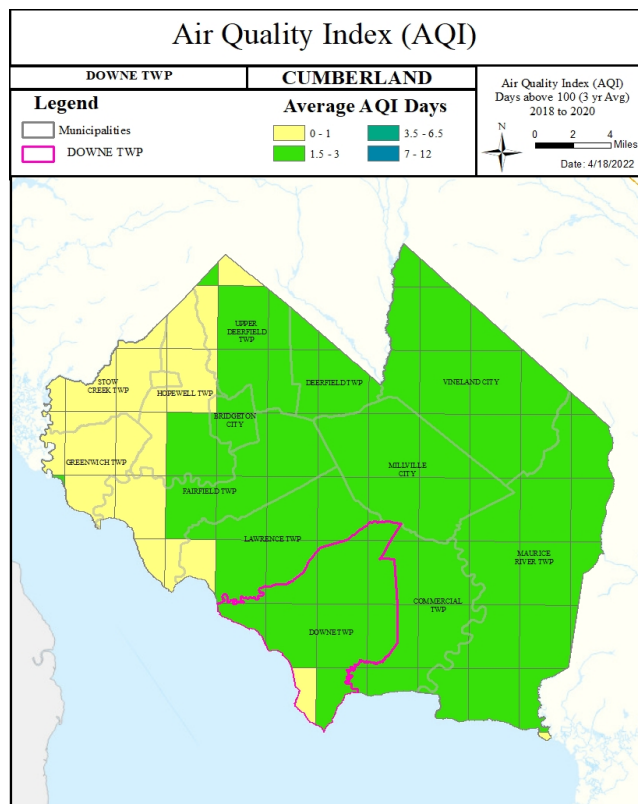 Air Quality Index (AQI)
DOWNE TWP
CUMBERLAND
Legend
Municipalities
DOWNE TWP
Average AQI Days
0 - 1
3.5 - 6.5
1.5 - 3
7 - 12
Air Quality Index (AQI)
Days above 100 (3 yr Avg)
2018 to 2020
N
0 2 4
Miles
Date: 4/18/2022
UPPER
DEERFIELD
TWP
STOW
CREEK TWP
HOPEWELL TWP
DEERFIELD TWP
VINELAND CITY
BRIDGETON
CITY
GREENWICH TWP
MILLVILLE
CITY
FAIRFIELD TWP
LAWRENCE TWP
MAURICE
RIVER TWP
COMMERCIAL
TWP
DOWNE TWP